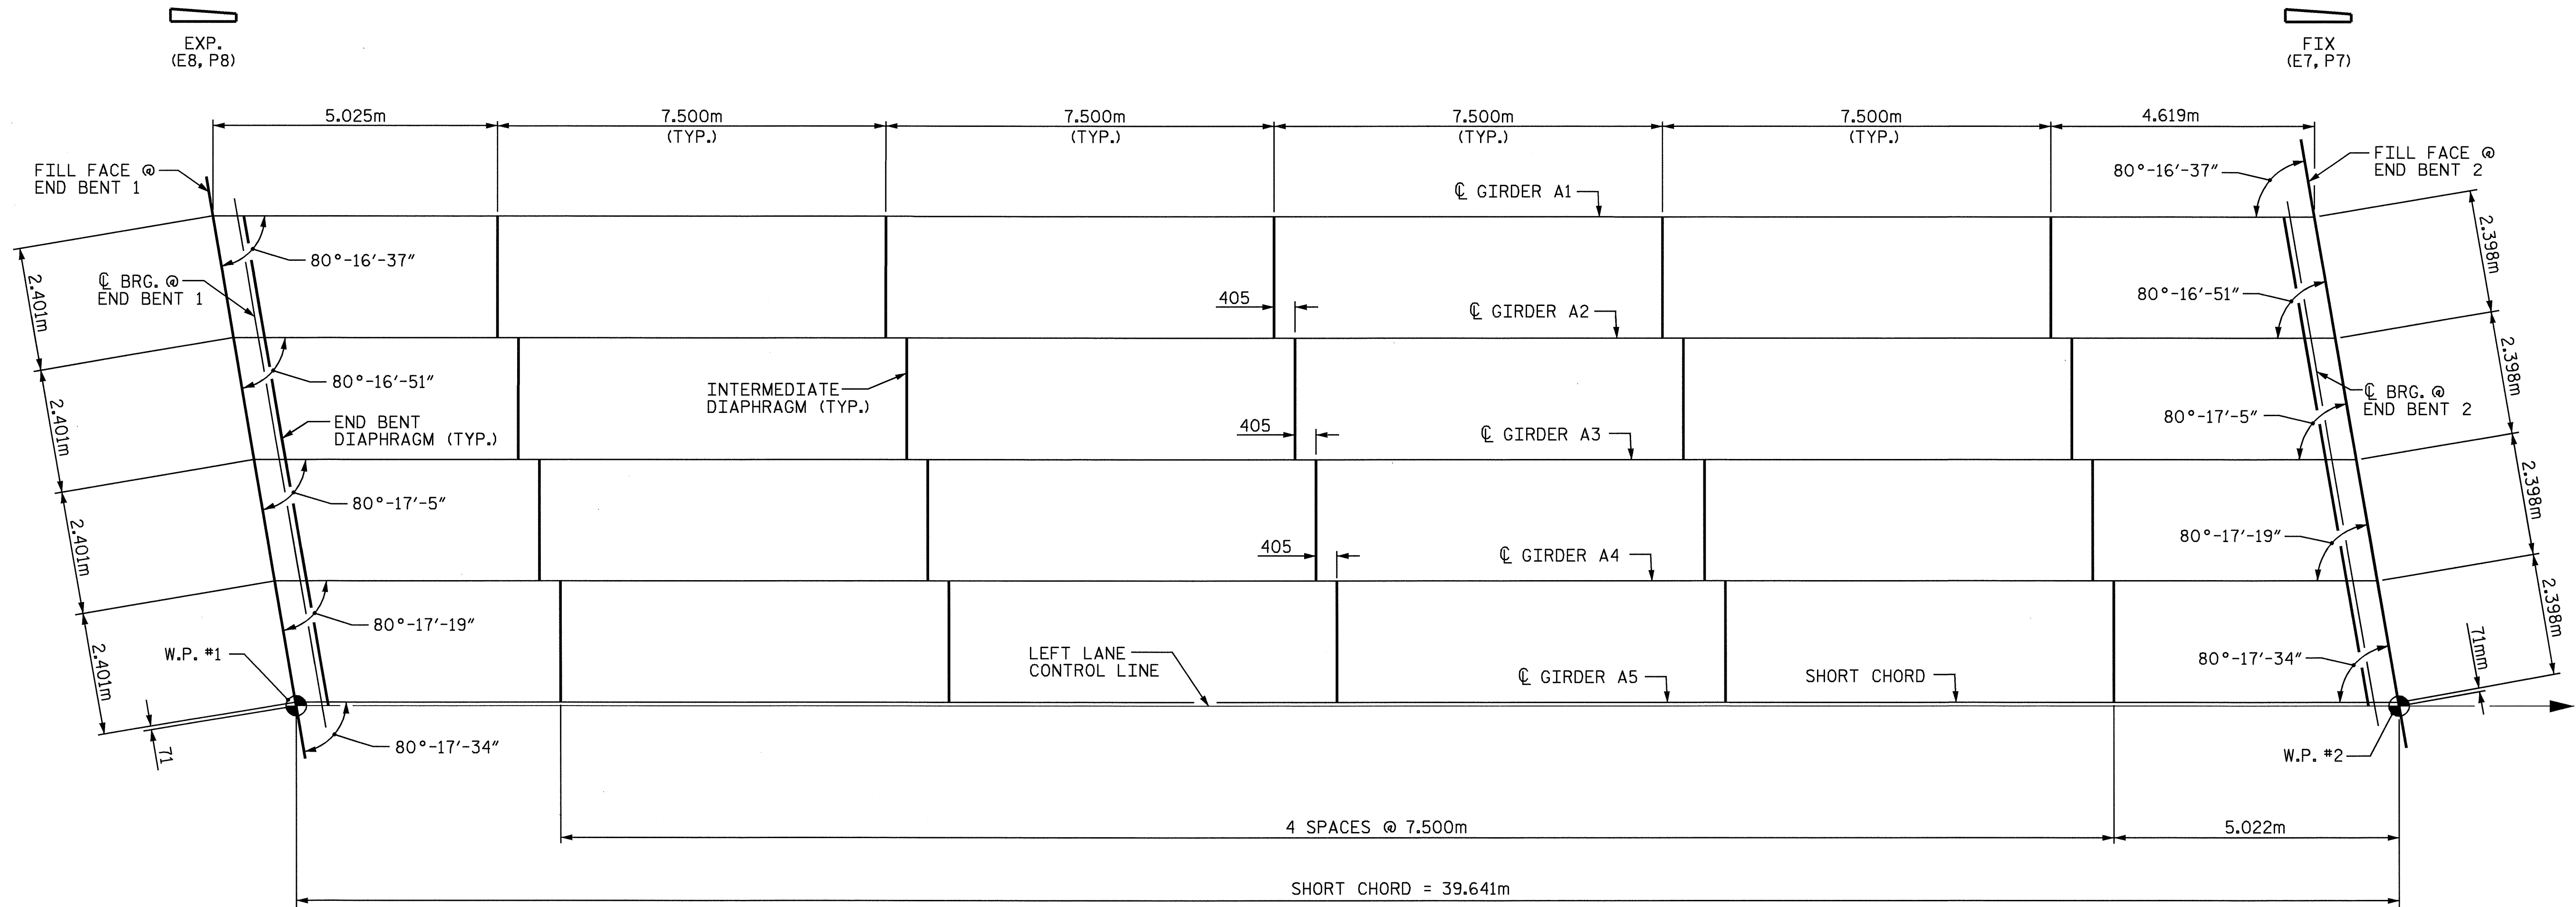 EXP.
(E8, P8)
FIX
(E7, P7)
5.025m
7.500m
(TYP.)
7.500m
(TYP.)
7.500m
(TYP.)
7.500m
(TYP.)
4.619m
FILL FACE @
END BENT 1
FILL FACE @
END BENT 2
80°-16′-37″
℄ GIRDER A1
80°-16′-37″
℄ BRG. @
END BENT 1
2.401m
2.398m
405
℄ GIRDER A2
80°-16′-51″
80°-16′-51″
INTERMEDIATE
DIAPHRAGM (TYP.)
2.401m
2.398m
℄ BRG. @
END BENT 2
END BENT
DIAPHRAGM (TYP.)
405
℄ GIRDER A3
80°-17′-5″
80°-17′-5″
2.401m
2.398m
405
℄ GIRDER A4
80°-17′-19″
80°-17′-19″
2.401m
2.398m
W.P. #1
LEFT LANE
CONTROL LINE
℄ GIRDER A5
SHORT CHORD
80°-17′-34″
71mm
71
80°-17′-34″
W.P. #2
4 SPACES @ 7.500m
5.022m
SHORT CHORD = 39.641m